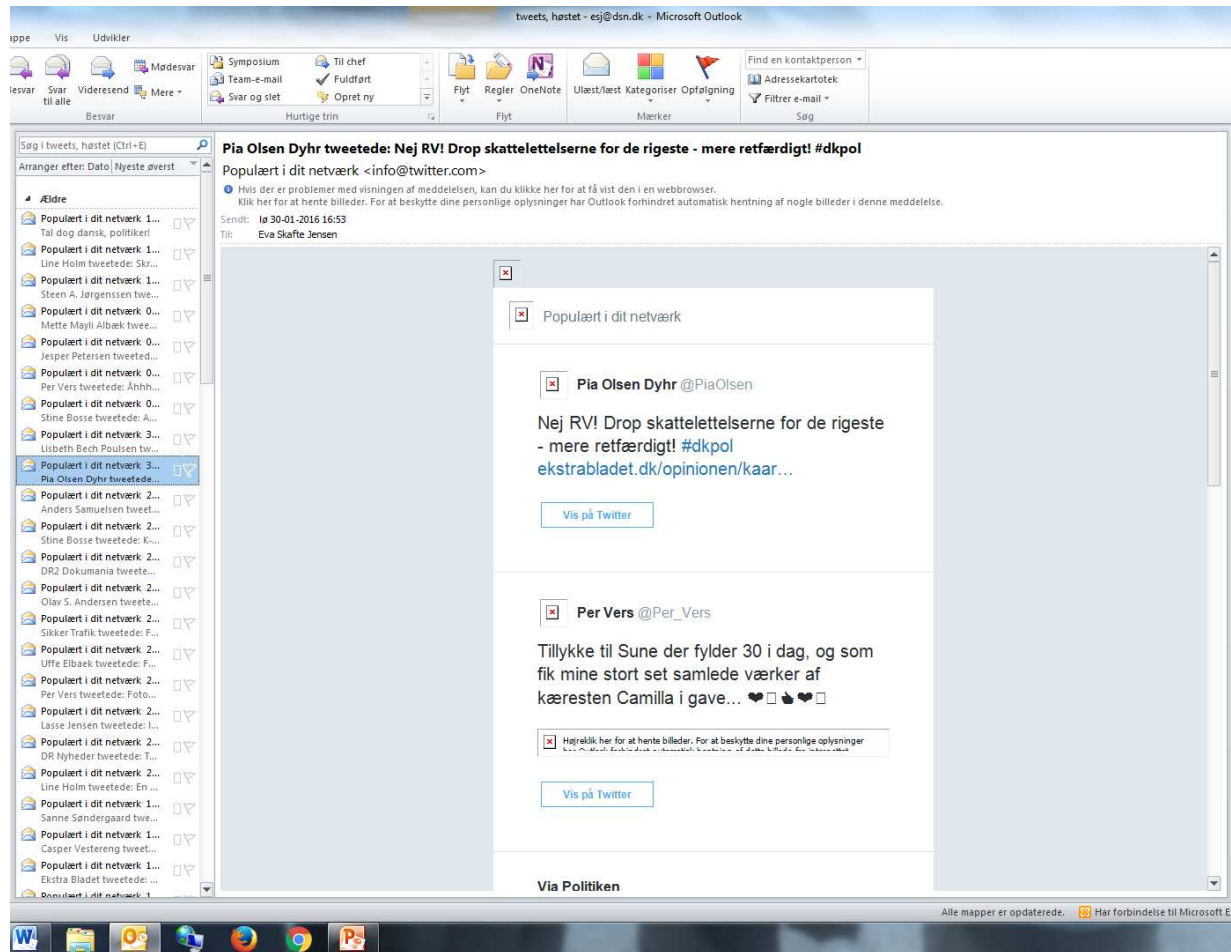 tweets, høstet - esj@dsn.dk - Microsoft Outlook
appe Vis Udvikler
Besvar
Svar til alle
Videresend
Mødesvar
Mere
Besvar
Symposium
Team-e-mail
Svar og slet
Til chef
Fuldført
Opret ny
Hurtige trin
Flyt
Regler
OneNote
Flyt
Ulæst/læst
Kategoriser
Opfølgning
Mærker
Find en kontaktperson
Adressekartotek
Filtrer e-mail
Søg
Søg i tweets, høstet (Ctrl+E)
Arranger efter: Dato Nyeste øverst
Ældre
Populært i dit netværk 1...
Tal dog dansk, politiker!
Populært i dit netværk 1...
Line Holm tweetede: Skr...
Populært i dit netværk 1...
Steen A. Jørgenssen twe...
Populært i dit netværk 0...
Mette Mayli Albæk twee...
Populært i dit netværk 0...
Jesper Petersen tweeted...
Populært i dit netværk 0...
Per Vers tweetede: Åhhh...
Populært i dit netværk 0...
Stine Bosse tweetede: A...
Populært i dit netværk 3...
Lisbeth Bech Poulsen tw...
Populært i dit netværk 3...
Pia Olsen Dyhr tweetede...
Populært i dit netværk 2...
Anders Samuelsen tweet...
Populært i dit netværk 2...
Stine Bosse tweetede: K-...
Populært i dit netværk 2...
DR2 Dokumania tweete...
Populært i dit netværk 2...
Olav S. Andersen tweete...
Populært i dit netværk 2...
Sikker Trafik tweetede: F...
Populært i dit netværk 2...
Uffe Elbaek tweetede: F...
Populært i dit netværk 2...
Per Vers tweetede: Foto...
Populært i dit netværk 2...
Lasse Jensen tweetede: I...
Populært i dit netværk 2...
DR Nyheder tweetede: T...
Populært i dit netværk 2...
Line Holm tweetede: En ...
Populært i dit netværk 1...
Sanne Søndergaard twe...
Populært i dit netværk 1...
Casper Vestereng tweet...
Populært i dit netværk 1...
Ekstra Bladet tweetede: ...
Populært i dit netværk 1...
Pia Olsen Dyhr tweetede: Nej RV! Drop skattelettelserne for de rigeste - mere retfærdigt! #dkpol
Populært i dit netværk <info@twitter.com>
Hvis der er problemer med visningen af meddelelsen, kan du klikke her for at få vist den i en webbrowser.
Klik her for at hente billeder. For at beskytte dine personlige oplysninger har Outlook forhindret automatisk hentning af nogle billeder i denne meddelelse.
Sendt: lø 30-01-2016 16:53
Til: Eva Skafte Jensen
Populært i dit netværk
Pia Olsen Dyhr @PiaOlsen
Nej RV! Drop skattelettelserne for de rigeste
- mere retfærdigt! #dkpol
ekstrabladet.dk/opinionen/kaar…
Vis på Twitter
Per Vers @Per_Vers
Tillykke til Sune der fylder 30 i dag, og som
fik mine stort set samlede værker af
kæresten Camilla i gave... ❤□👆❤□
Højreklik her for at hente billeder. For at beskytte dine personlige oplysninger
har Outlook forhindret automatisk hentning af dette billede fra internettet.
Vis på Twitter
Via Politiken
Alle mapper er opdaterede. Har forbindelse til Microsoft E